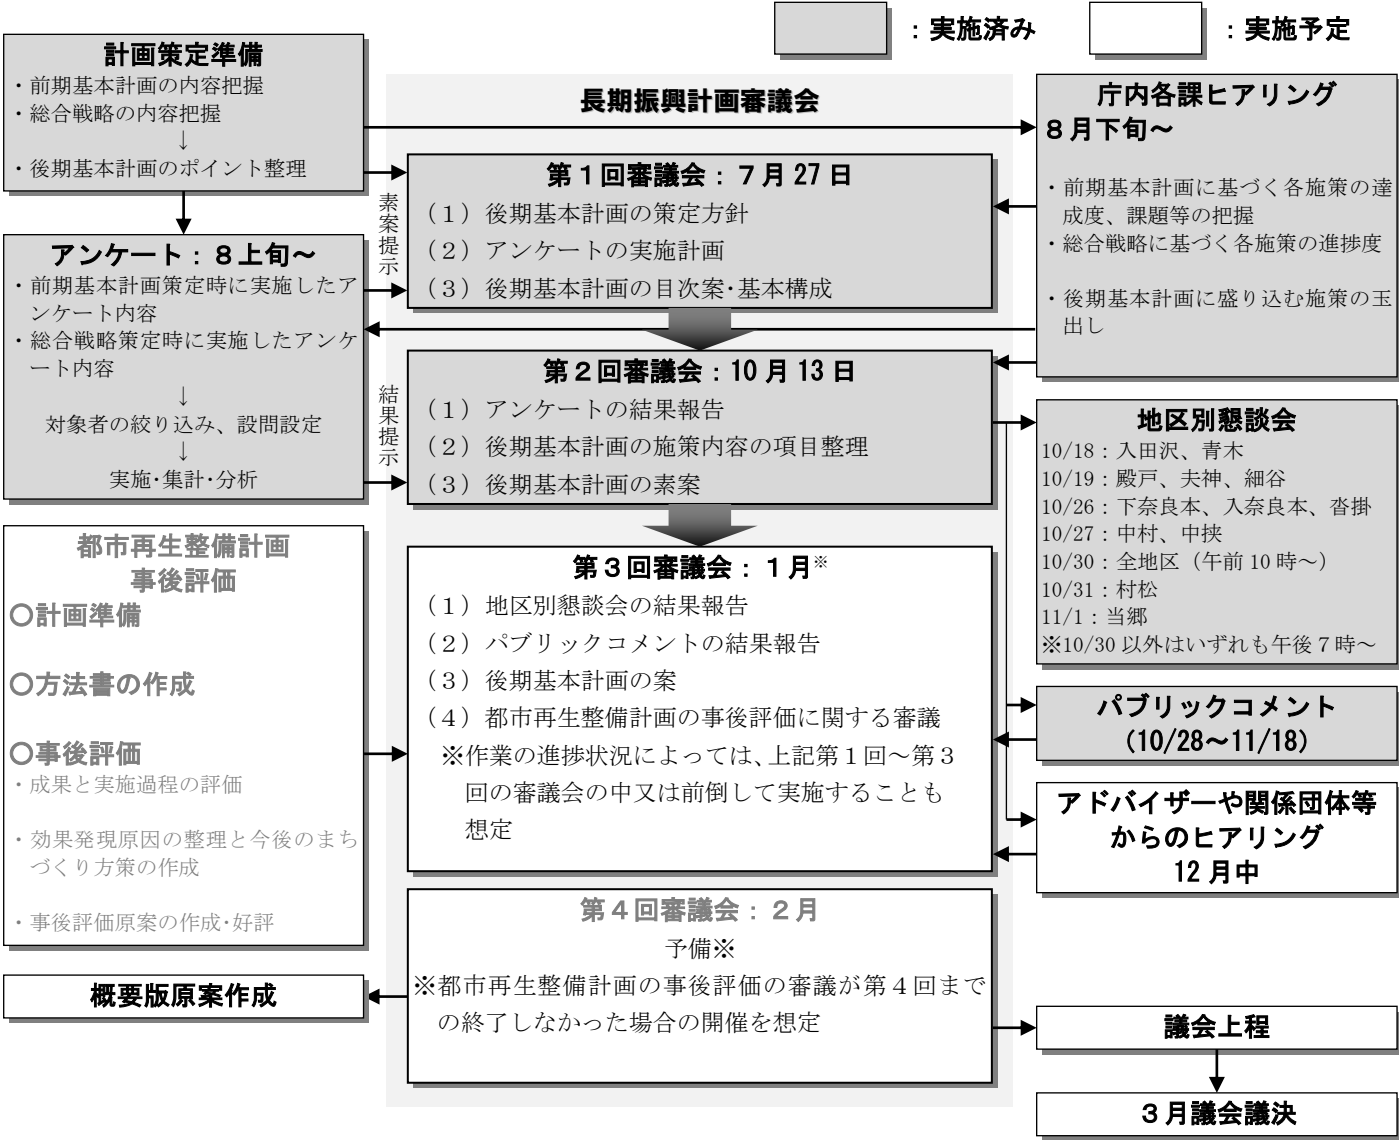 ：実施済み
：実施予定
計画策定準備
・前期基本計画の内容把握
・総合戦略の内容把握
↓
・後期基本計画のポイント整理
アンケート：８上旬～
・前期基本計画策定時に実施したア
ンケート内容
・総合戦略策定時に実施したアンケ
ート内容
↓
対象者の絞り込み、設問設定
↓
実施･集計･分析
都市再生整備計画
事後評価
○計画準備
○方法書の作成
○事後評価
・成果と実施過程の評価
・効果発現原因の整理と今後のまち
づくり方策の作成
・事後評価原案の作成･好評
概要版原案作成
素案提示
結果提示
長期振興計画審議会
第１回審議会：７月 27 日
（１）後期基本計画の策定方針
（２）アンケートの実施計画
（３）後期基本計画の目次案･基本構成
第２回審議会：10 月 13 日
（１）アンケートの結果報告
（２）後期基本計画の施策内容の項目整理
（３）後期基本計画の素案
第３回審議会：１月※
（１）地区別懇談会の結果報告
（２）パブリックコメントの結果報告
（３）後期基本計画の案
（４）都市再生整備計画の事後評価に関する審議
※作業の進捗状況によっては、上記第１回～第３
回の審議会の中又は前倒して実施することも
想定
第４回審議会：２月
予備※
※都市再生整備計画の事後評価の審議が第４回まで
の終了しなかった場合の開催を想定
庁内各課ヒアリング
８月下旬～
・前期基本計画に基づく各施策の達
成度、課題等の把握
・総合戦略に基づく各施策の進捗度
・後期基本計画に盛り込む施策の玉
出し
地区別懇談会
10/18：入田沢、青木
10/19：殿戸、夫神、細谷
10/26：下奈良本、入奈良本、沓掛
10/27：中村、中挟
10/30：全地区（午前 10 時～）
10/31：村松
11/1：当郷
※10/30 以外はいずれも午後７時～
パブリックコメント
（10/28～11/18）
アドバイザーや関係団体等
からのヒアリング
12 月中
議会上程
３月議会議決